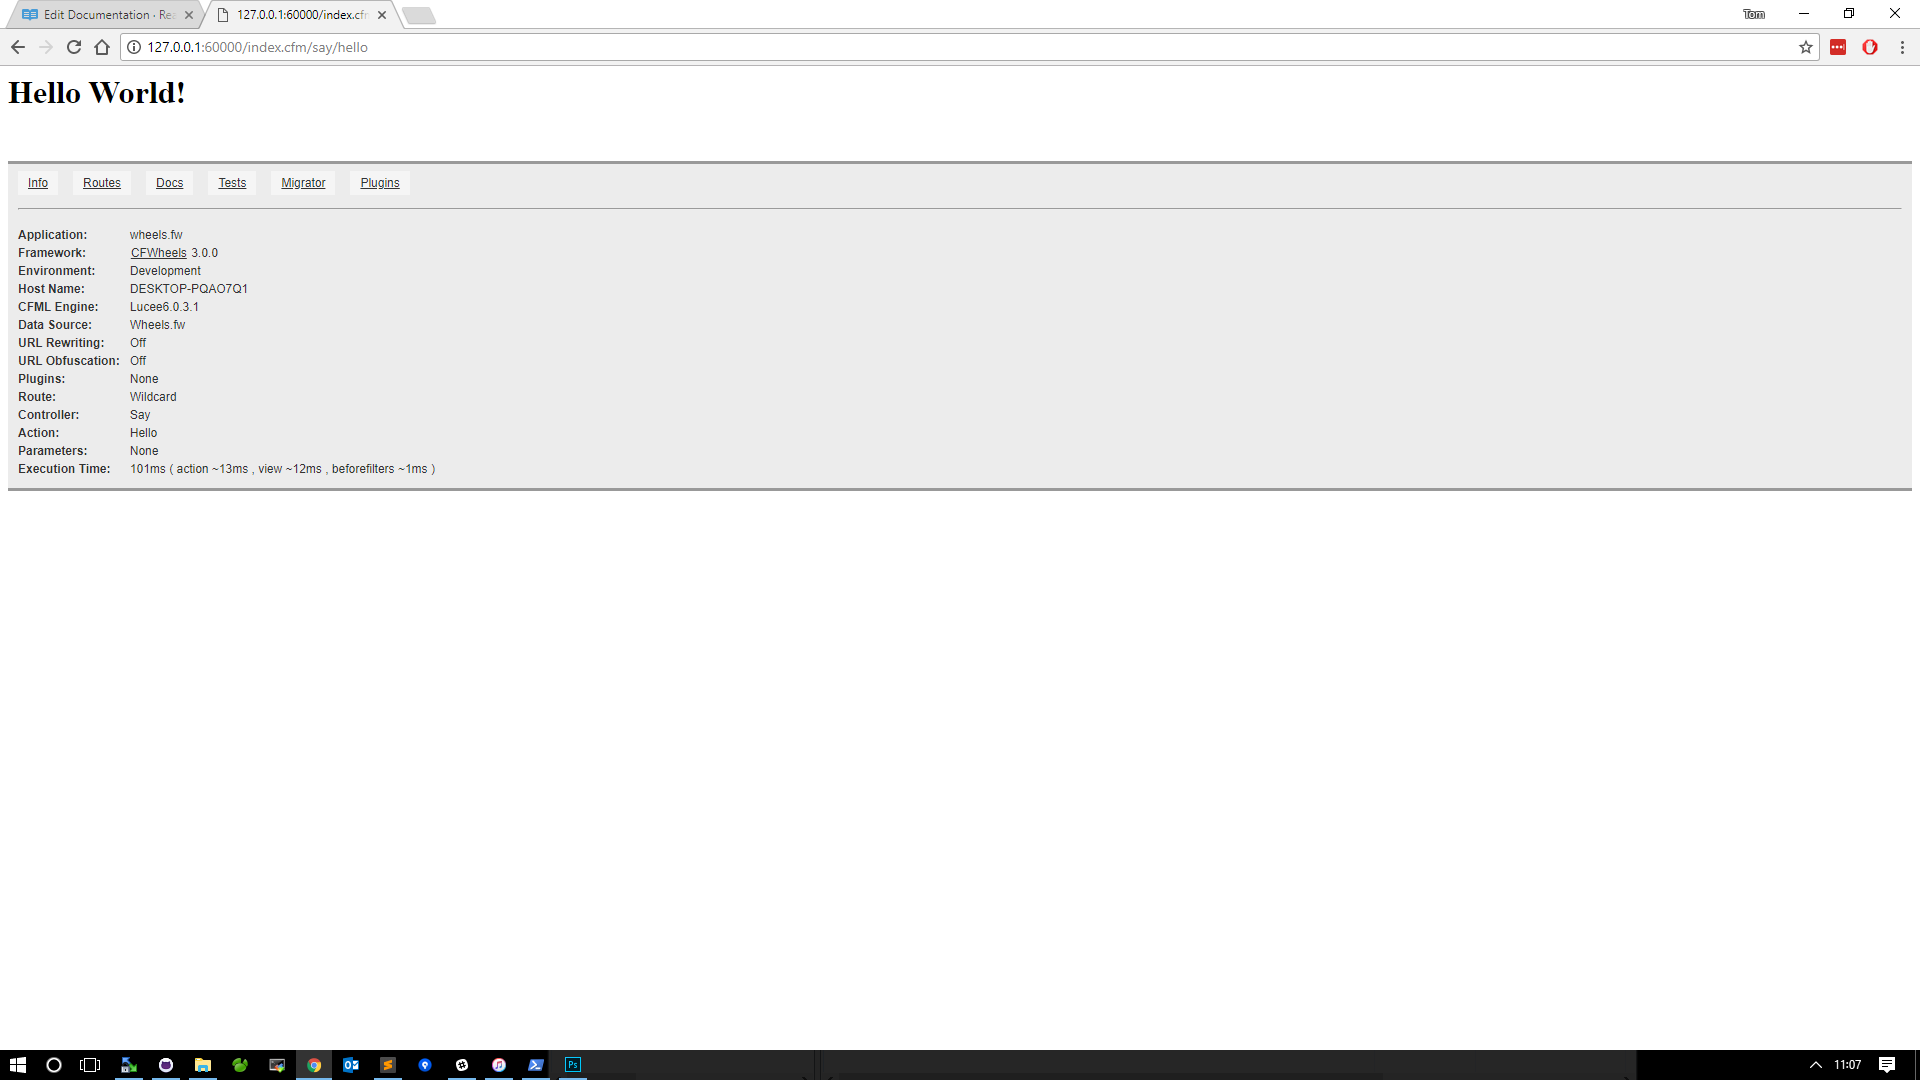 Edit Documentation · Re
127.0.0.1:60000/index.cfm
Tom
127.0.0.1:60000/index.cfm/say/hello
Hello World!
Info Routes Docs Tests Migrator Plugins
Application: wheels.fw
Framework: CFWheels 3.0.0
Environment: Development
Host Name: DESKTOP-PQAO7Q1
CFML Engine: Lucee6.0.3.1
Data Source: Wheels.fw
URL Rewriting: Off
URL Obfuscation: Off
Plugins: None
Route: Wildcard
Controller: Say
Action: Hello
Parameters: None
Execution Time: 101ms ( action ~13ms , view ~12ms , beforefilters ~1ms )
Ps
11:07